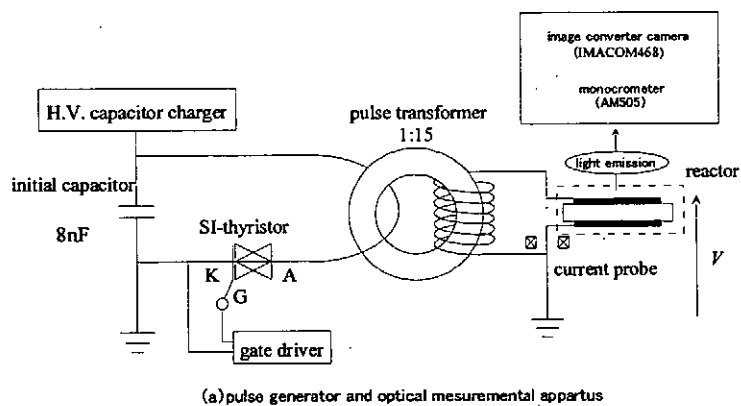 image converter camera
(IMACOM468)
monocrometer
(AM505)
H.V. capacitor charger
pulse transformer
1:15
light emission
reactor
initial capacitor
8nF
SI-thyristor
K
A
G
current probe
V
gate driver
(a)pulse generator and optical mesuremental appartus